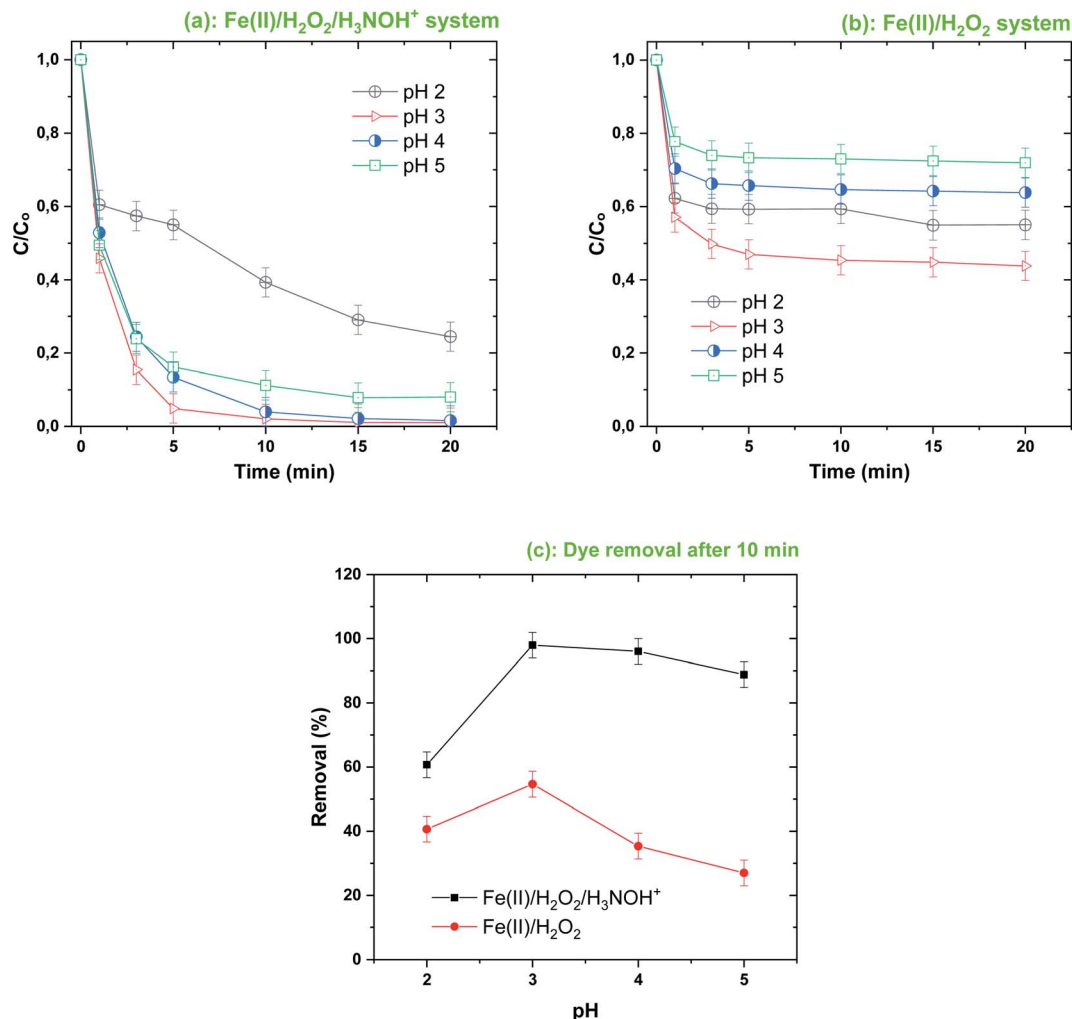 (a): Fe(II)/H₂O₂/H₃NOH⁺ system
1,0
0,8
0,6
0,4
0,2
0,0
C/Cₒ
pH 2
pH 3
pH 4
pH 5
0 5 10 15 20
Time (min)
(b): Fe(II)/H₂O₂ system
1,0
0,8
0,6
0,4
0,2
0,0
C/Cₒ
pH 2
pH 3
pH 4
pH 5
0 5 10 15 20
Time (min)
(c): Dye removal after 10 min
120
100
80
60
40
20
0
Removal (%)
Fe(II)/H₂O₂/H₃NOH⁺
Fe(II)/H₂O₂
2 3 4 5
pH